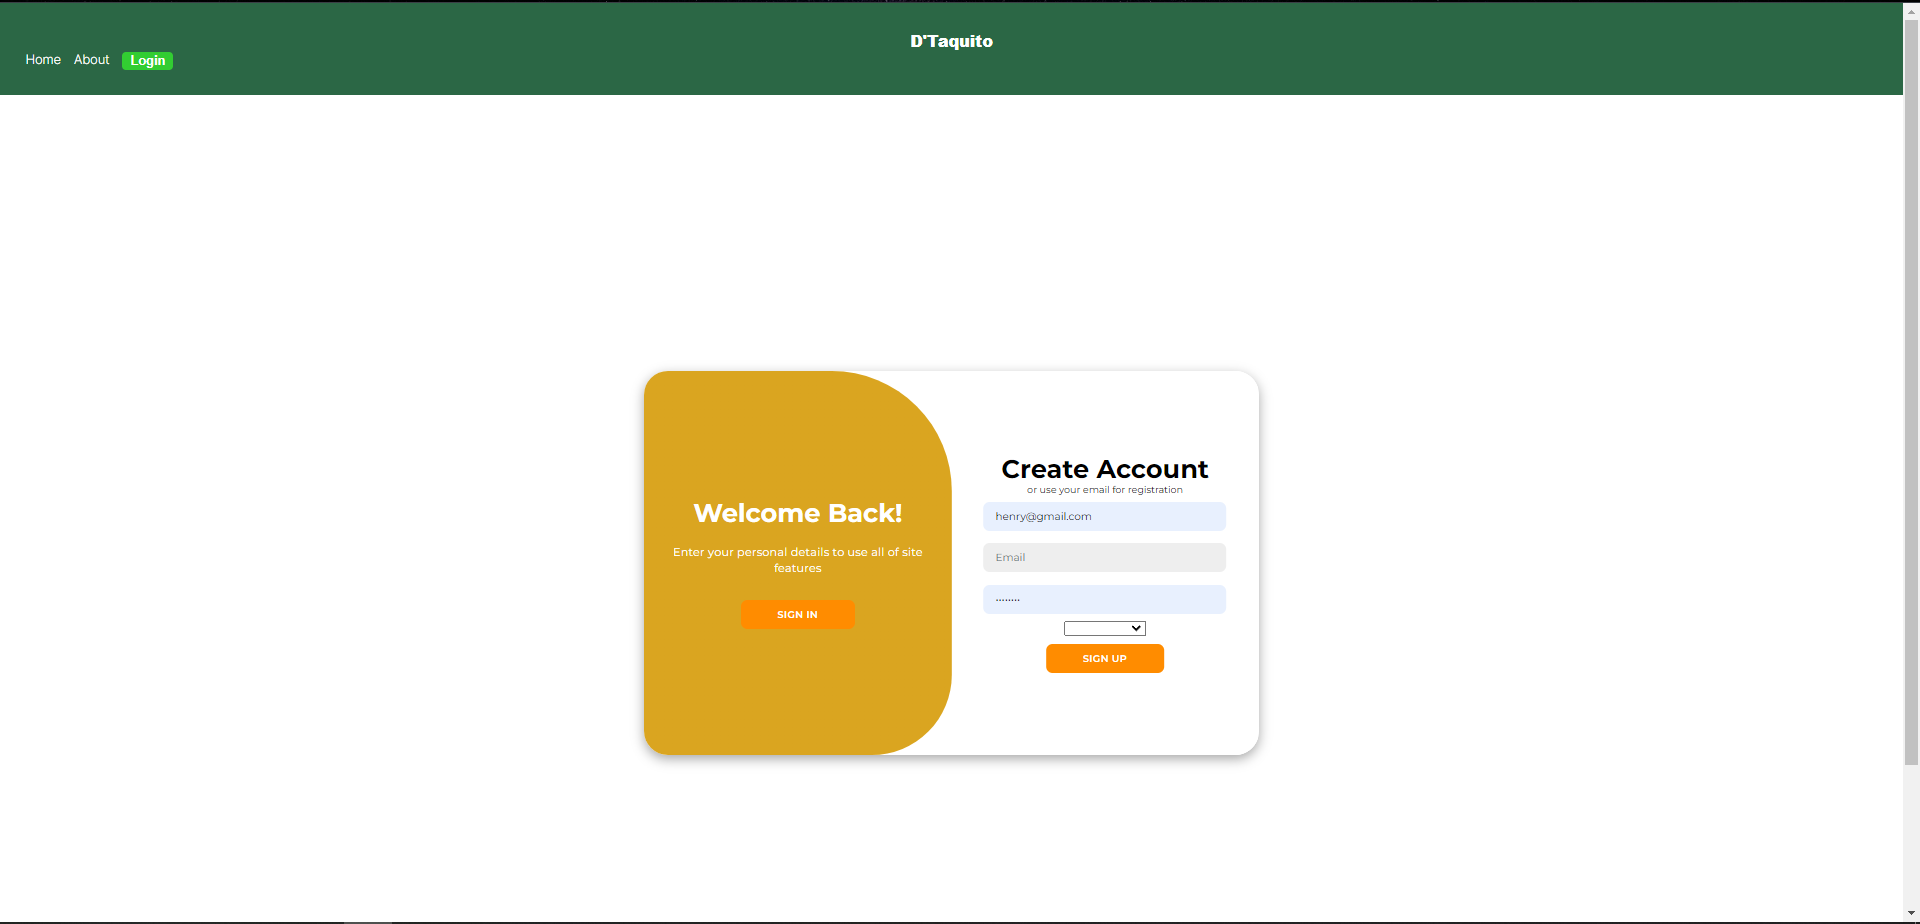 D'Taquito
Home About Login
Welcome Back!
Enter your personal details to use all of site
features
SIGN IN
Create Account
or use your email for registration
henry@gmail.com
Email
........
SIGN UP